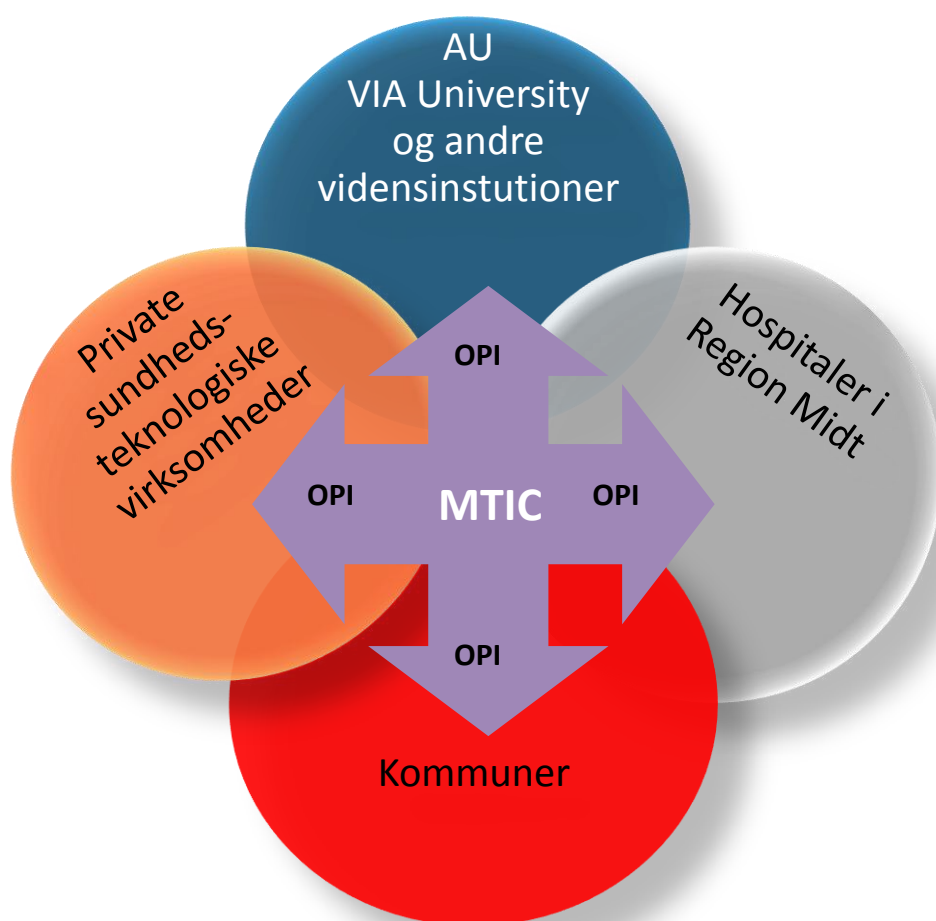 AU
VIA University
og andre
vidensinstutioner
Private
sundheds-
teknologiske
virksomheder
Hospitaler i
Region Midt
OPI
OPI
MTIC
OPI
OPI
Kommuner